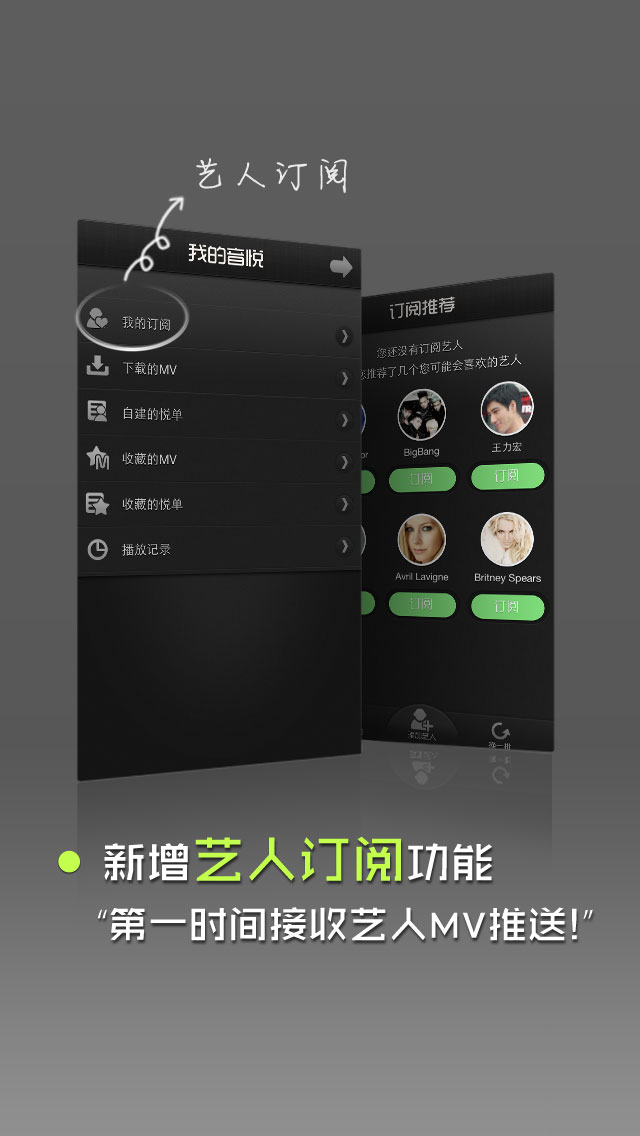 艺人订阅
我的音悦
我的订阅
下载的MV
自建的悦单
收藏的MV
收藏的悦单
播放记录
订阅推荐
您还没有订阅艺人
推荐了几个您可能会喜欢的艺人
or
BigBang
王力宏
订阅
订阅
Avril Lavigne
Britney Spears
订阅
订阅
添加艺人
换一批
新增艺人订阅功能
“第一时间接收艺人MV推送!”